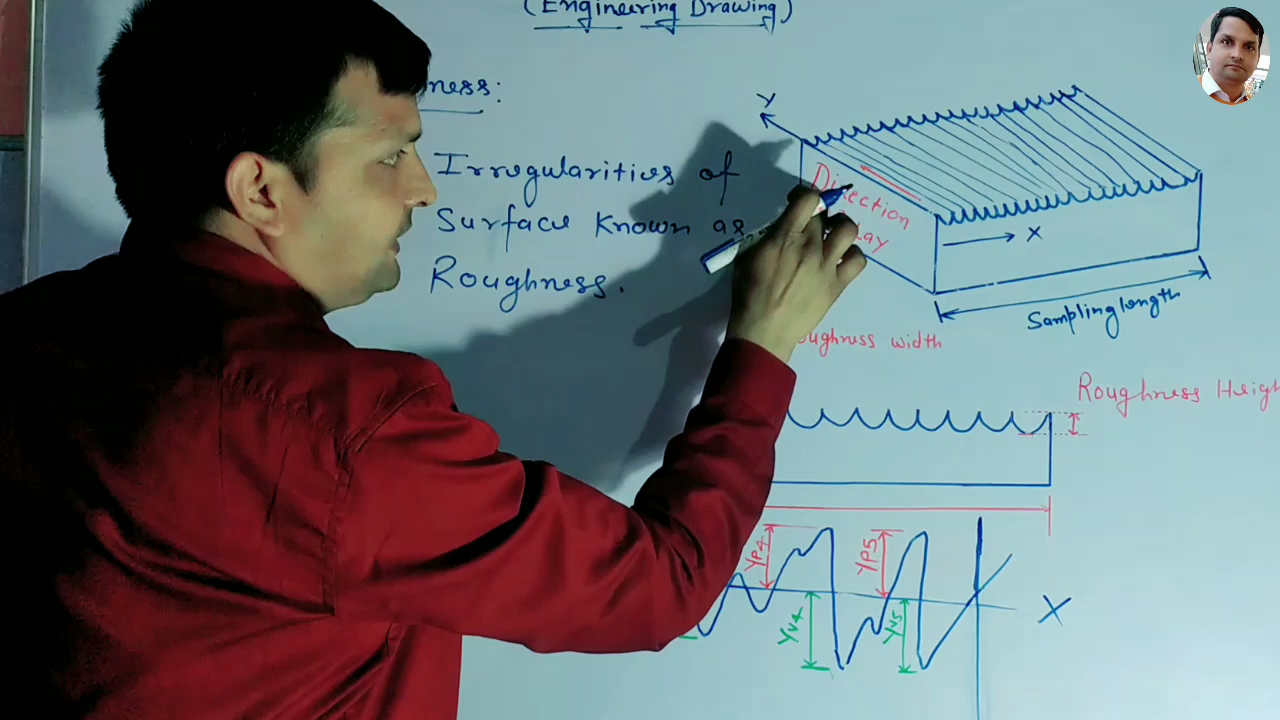 (Engineering Drawing)
ness:
Irregularities of
Surface Known as
Roughness.
Y
Direction
lay
X
Sampling length
oughness width
Roughness Heigh
YP4
YP5
YV4
YV5
X